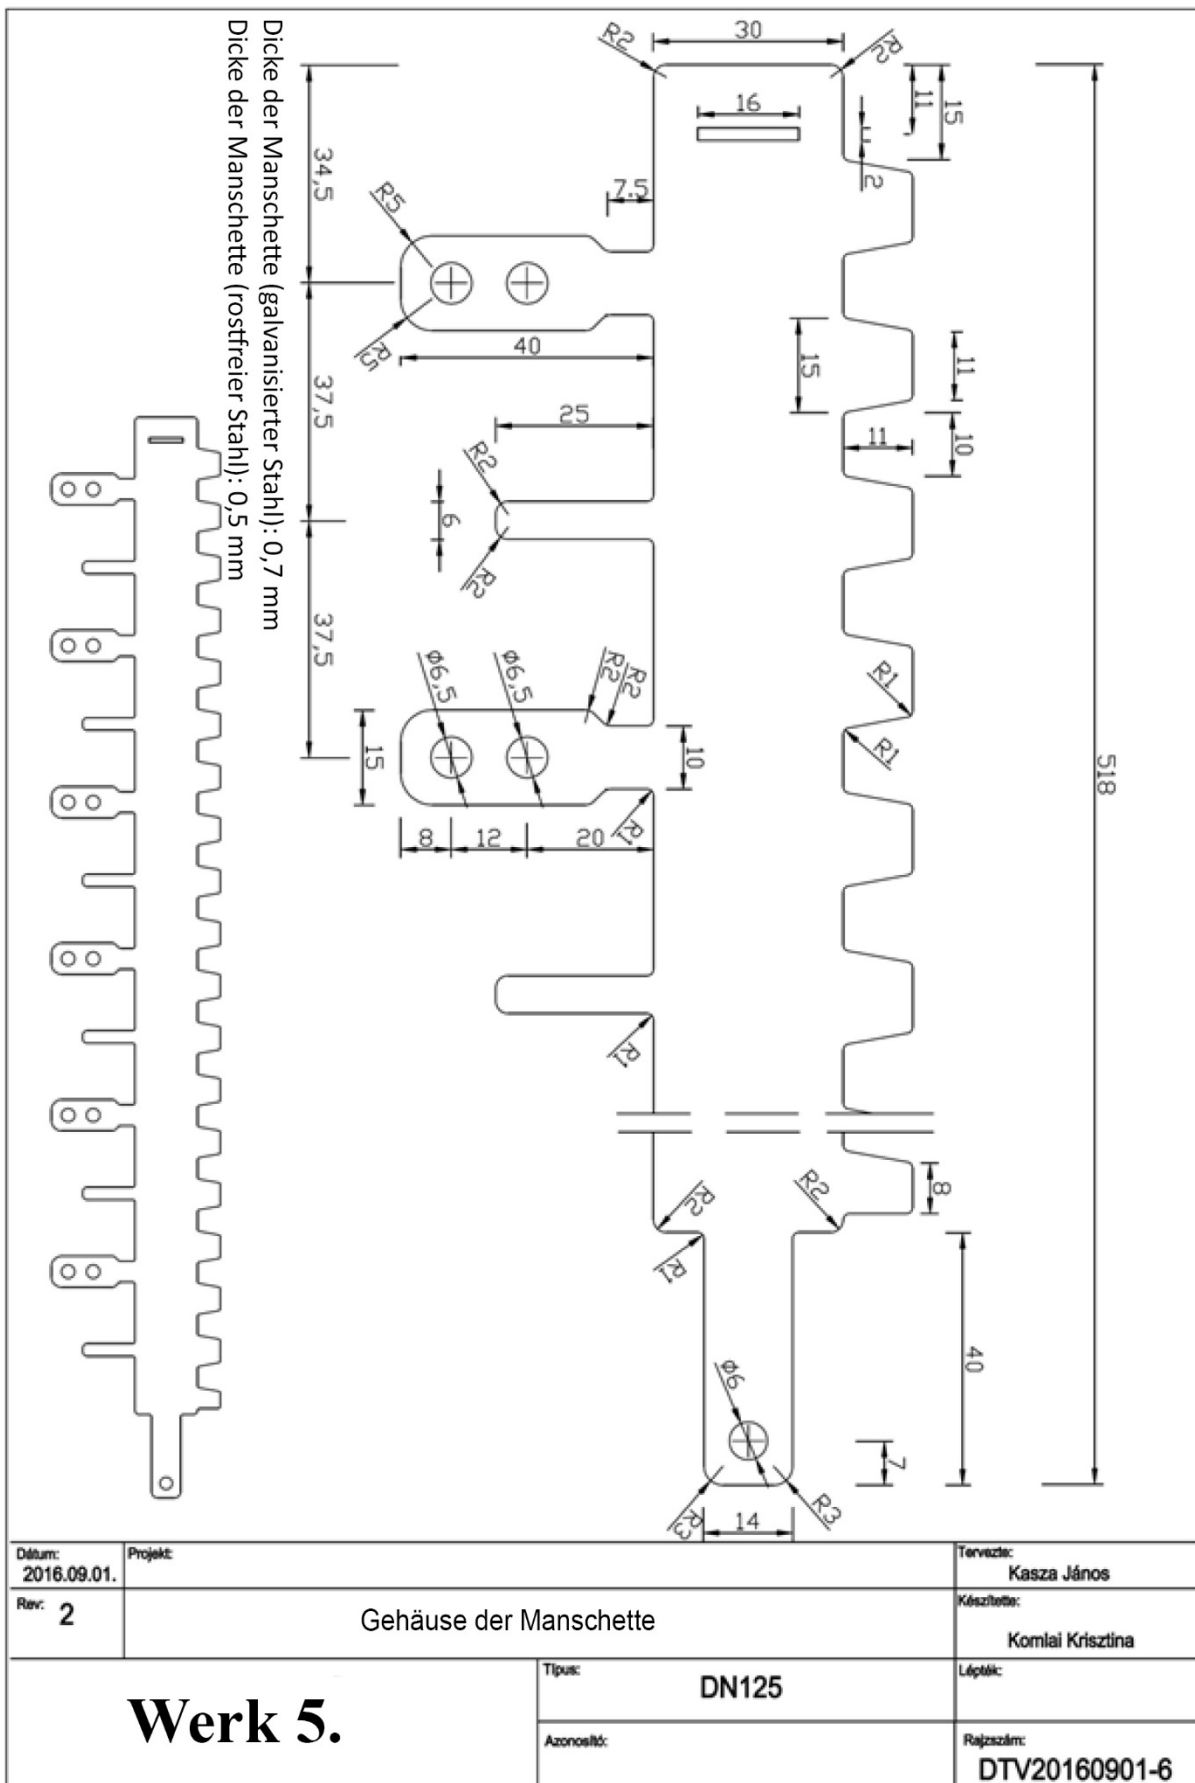 Dicke der Manschette (galvanisierter Stahl): 0,7 mm
Dicke der Manschette (rostfreier Stahl): 0,5 mm
30
R2
R2
11
15
16
2
34,5
7.5
R5
R5
40
15
11
10
11
37,5
25
R2
6
R2
37,5
ø6,5
ø6,5
R2
R2
R1
R1
518
15
10
8
12
20
R1
R1
8
R2
R2
R1
40
ø6
7
R3
R3
14
Dátum:
2016.09.01.
Projekt:
Tervezte:
Kasza János
Rev: 2
Gehäuse der Manschette
Készítette:
Komlai Krisztina
Werk 5.
Típus:
DN125
Lépték:
Azonosító:
Rajzszám:
DTV20160901-6